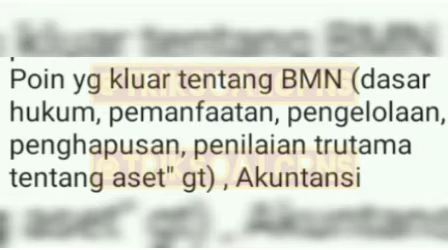 Poin yg kluar tentang BMN (dasar
hukum, pemanfaatan, pengelolaan,
penghapusan, penilaian trutama
tentang aset" gt) , Akuntansi